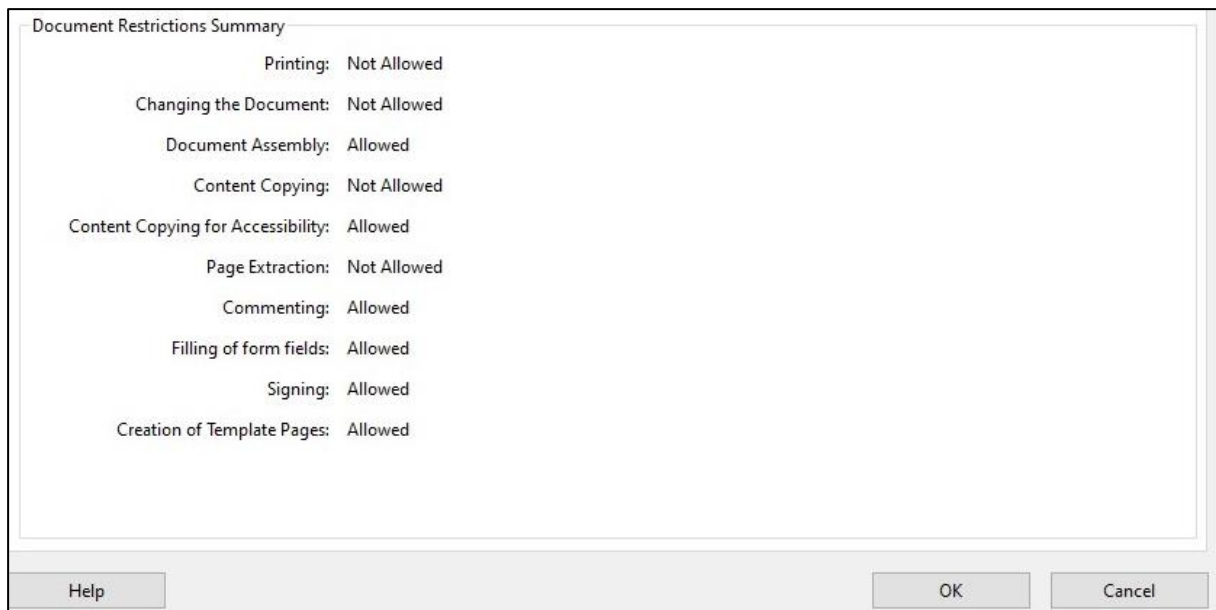 Document Restrictions Summary
Printing: Not Allowed
Changing the Document: Not Allowed
Document Assembly: Allowed
Content Copying: Not Allowed
Content Copying for Accessibility: Allowed
Page Extraction: Not Allowed
Commenting: Allowed
Filling of form fields: Allowed
Signing: Allowed
Creation of Template Pages: Allowed
Help OK Cancel